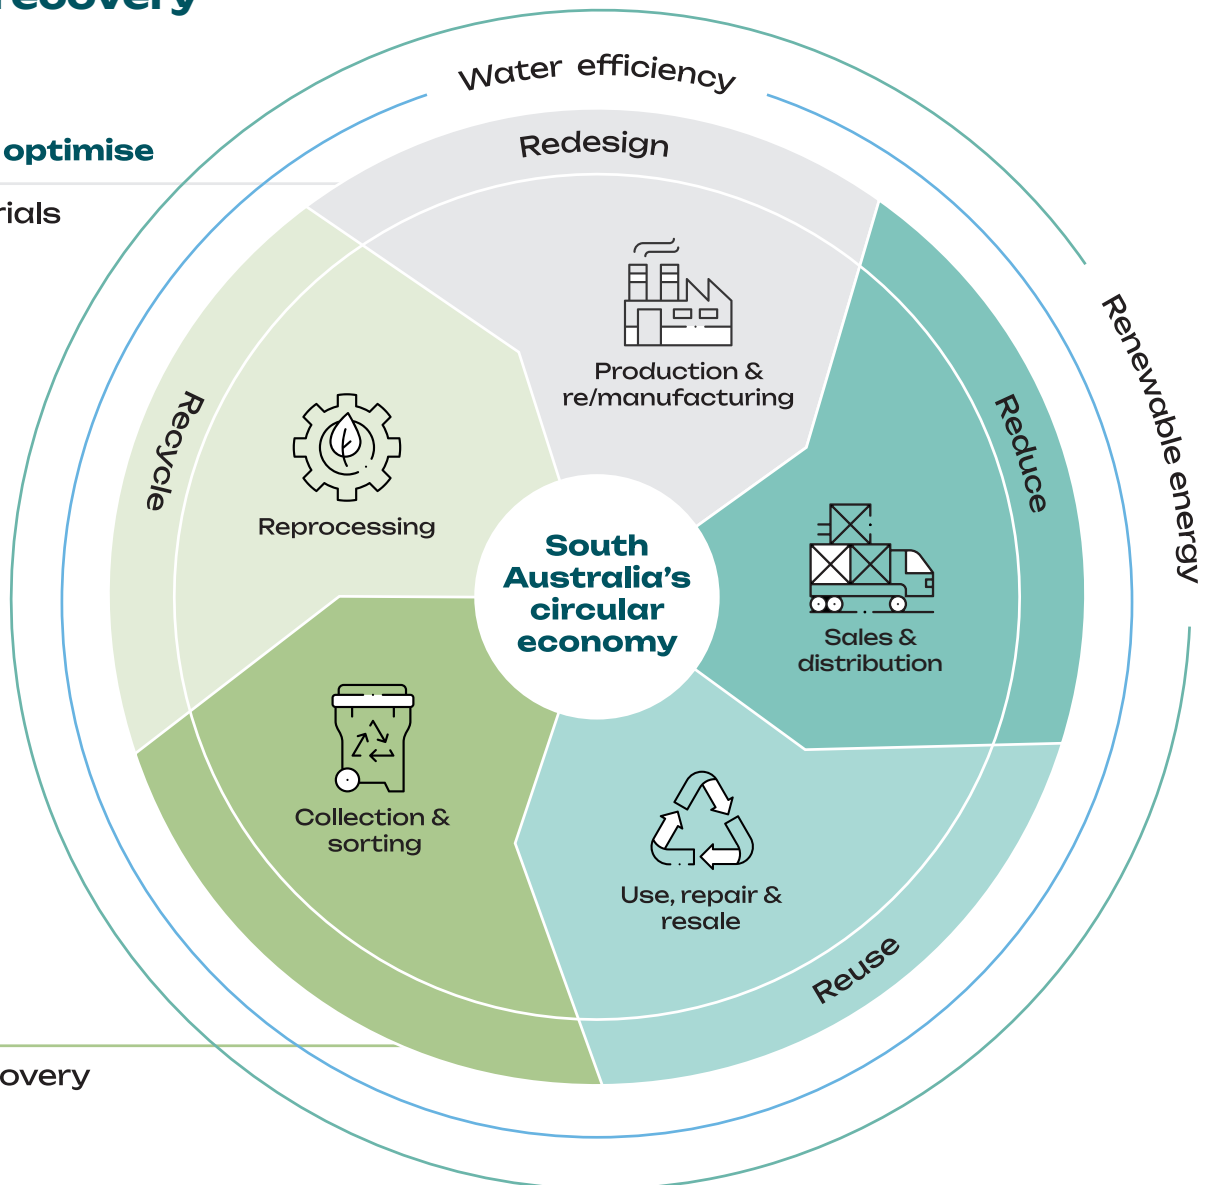 recovery
Water efficiency
optimise
Redesign
rials
Renewable energy
Production &
re/manufacturing
Reduce
Recycle
Reprocessing
South
Australia's
circular
economy
Sales &
distribution
Collection &
sorting
Use, repair &
resale
Reuse
overy